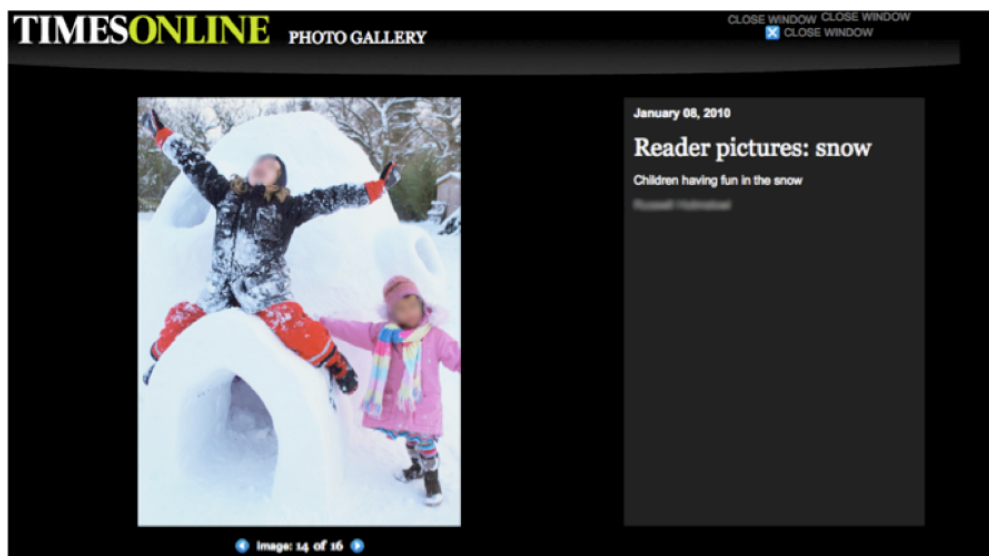 TIMESONLINE PHOTO GALLERY
CLOSE WINDOW CLOSE WINDOW
CLOSE WINDOW
January 08, 2010
Reader pictures: snow
Children having fun in the snow
Image: 14 of 16